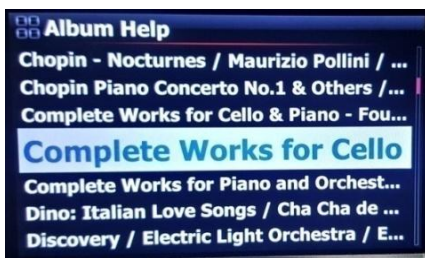 Album Help
Chopin - Nocturnes / Maurizio Pollini / ...
Chopin Piano Concerto No.1 & Others /...
Complete Works for Cello & Piano - Fou...
Complete Works for Cello
Complete Works for Piano and Orchest...
Dino: Italian Love Songs / Cha Cha de ...
Discovery / Electric Light Orchestra / E...